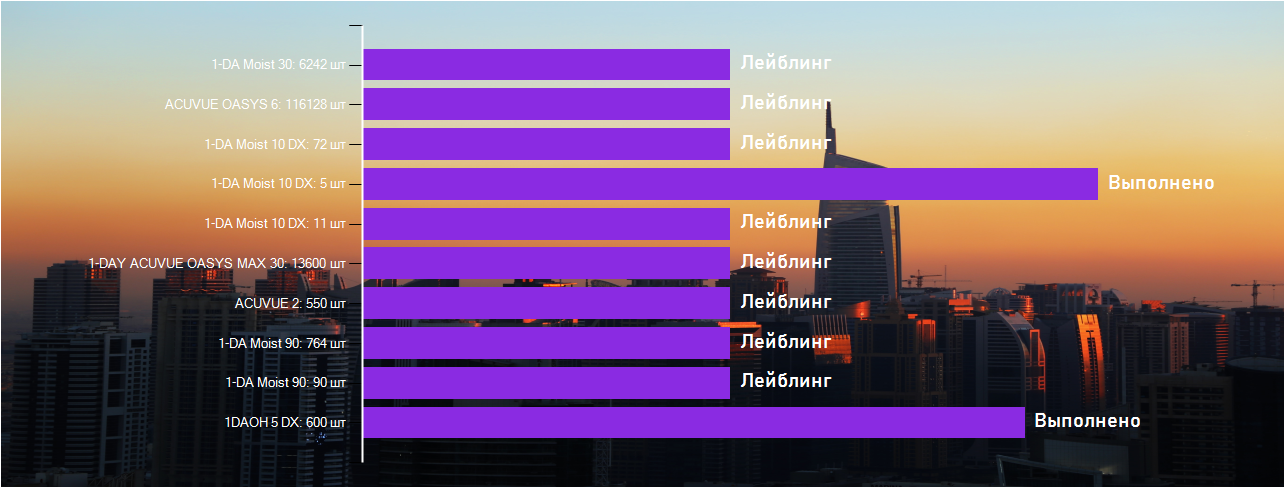 1-DA Moist 30: 6242 шт Лейблинг
ACUVUE OASYS 6: 116128 шт Лейблинг
1-DA Moist 10 DX: 72 шт Лейблинг
1-DA Moist 10 DX: 5 шт Выполнено
1-DA Moist 10 DX: 11 шт Лейблинг
1-DAY ACUVUE OASYS MAX 30: 13600 шт Лейблинг
ACUVUE 2: 550 шт Лейблинг
1-DA Moist 90: 764 шт Лейблинг
1-DA Moist 90: 90 шт Лейблинг
1DAOH 5 DX: 600 шт Выполнено